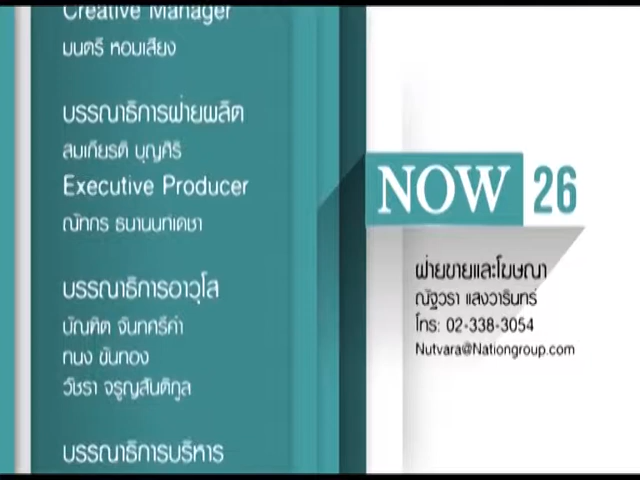 Creative Manager
มนตรี หอมเสียง
บรรณาธิการฝ่ายผลิต
สมเกียรติ บุญศิริ
Executive Producer
ณัทกร ธนานนท์เดชา
บรรณาธิการอาวุโส
บัณฑิต จันทศรีคำ
ทนง ขันทอง
วัชรา จรูญสันติกุล
บรรณาธิการบริหาร
NOW 26
ฝ่ายขายและโฆษณา
ณัฐวรา แสงวารินทร์
โทร: 02-338-3054
Nutvara@Nationgroup.com